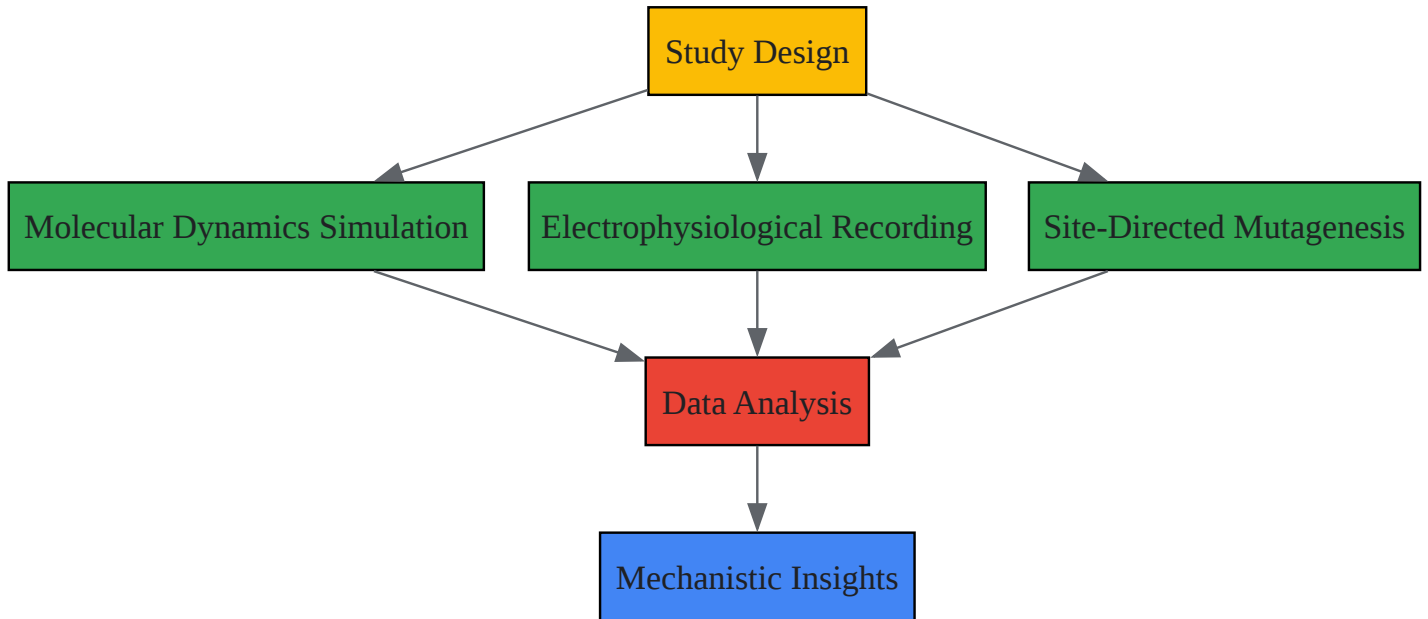 Study Design
Molecular Dynamics Simulation
Electrophysiological Recording
Site-Directed Mutagenesis
Data Analysis
Mechanistic Insights